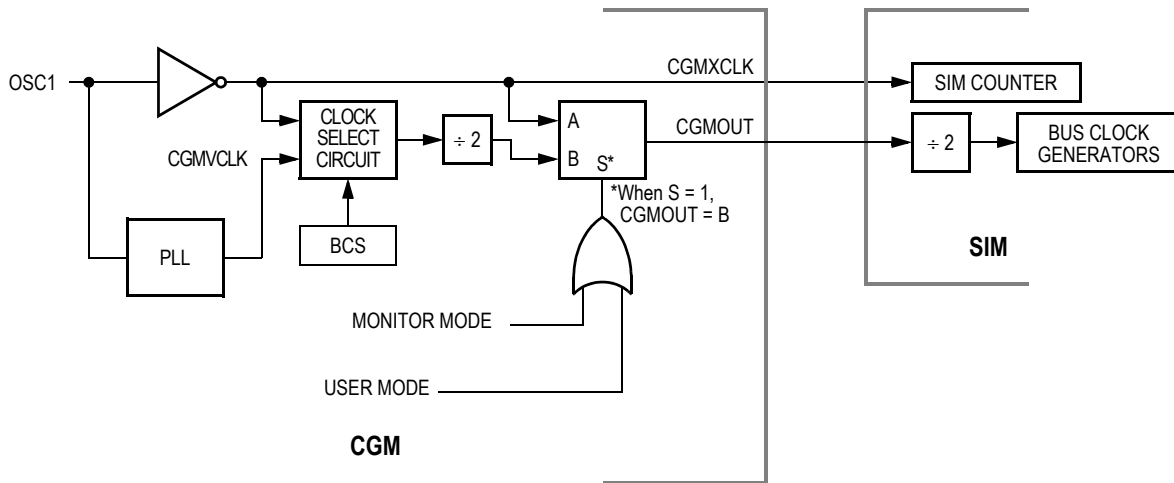 OSC1
CGMXCLK
SIM COUNTER
CLOCK
SELECT
CIRCUIT
÷ 2
A
B
S*
CGMOUT
÷ 2
BUS CLOCK
GENERATORS
CGMVCLK
*When S = 1,
CGMOUT = B
PLL
BCS
SIM
MONITOR MODE
USER MODE
CGM